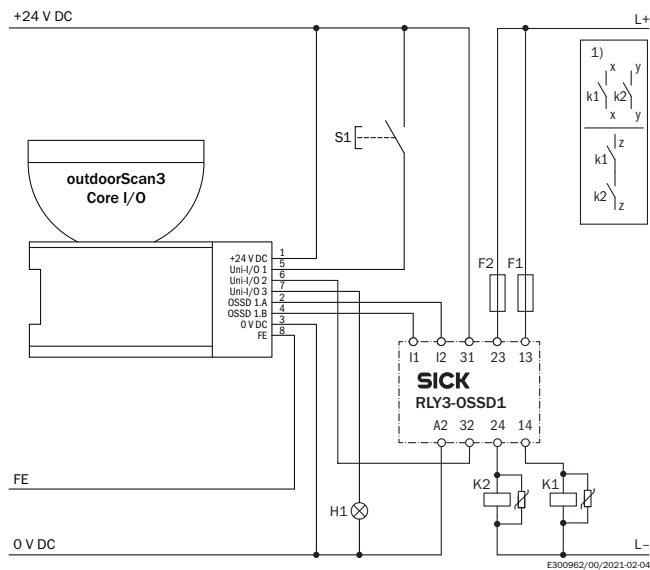 +24 V DC
L+
1)
x y
k1 k2
x y
z
k1
k2
z
S1
outdoorScan3
Core I/O
+24 V DC 1
Uni-I/O 1 5
Uni-I/O 2 6
Uni-I/O 3 7
OSSD 1.A 2
OSSD 1.B 4
0 V DC 3
FE 8
F2 F1
I1 I2 31 23 13
SICK
RLY3-OSSD1
A2 32 24 14
K2 K1
FE
H1
0 V DC
L–
E300962/00/2021-02-04